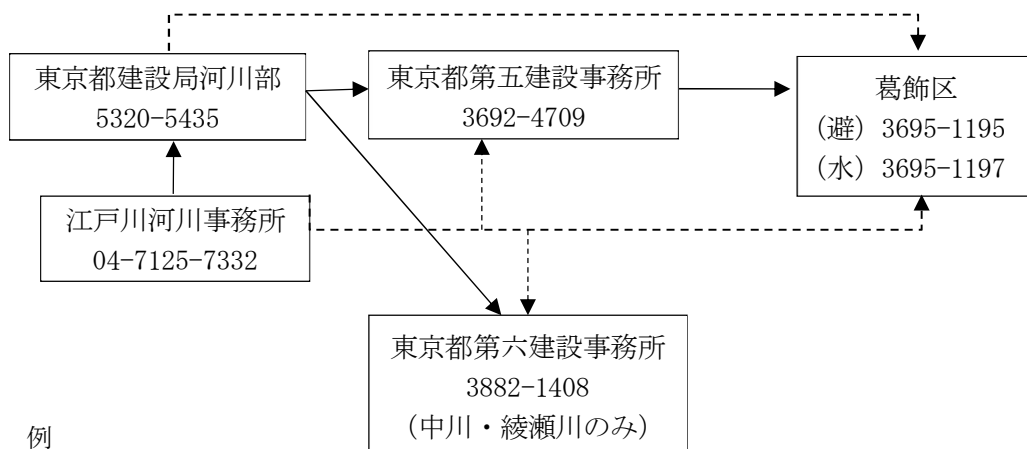 東京都建設局河川部
5320-5435
東京都第五建設事務所
3692-4709
葛飾区
（避）3695-1195
（水）3695-1197
江戸川河川事務所
04-7125-7332
東京都第六建設事務所
3882-1408
（中川・綾瀬川のみ）
例